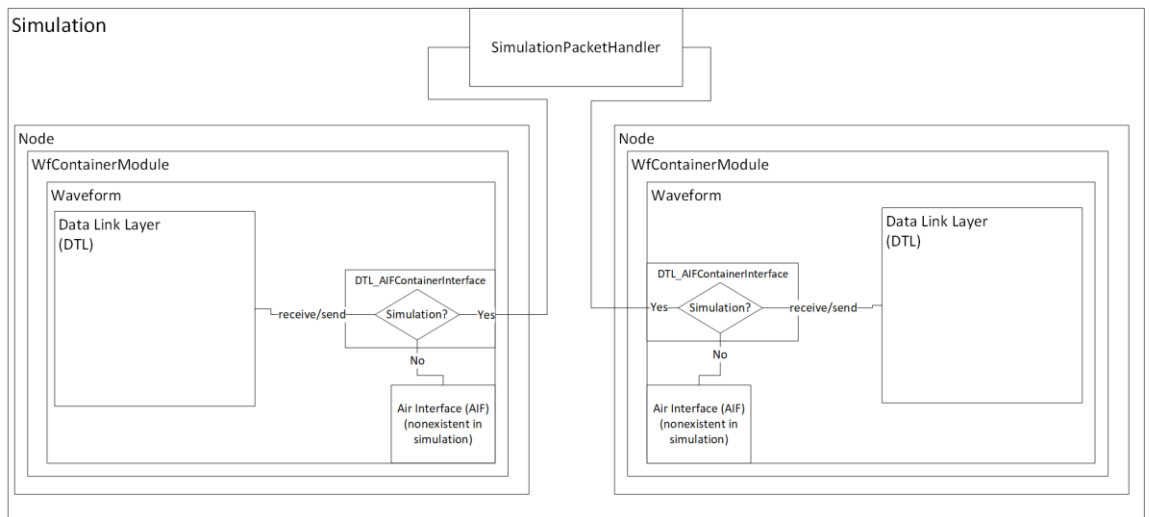 Simulation
SimulationPacketHandler
Node
WfContainerModule
Waveform
Data Link Layer
(DTL)
DTL_AIFContainerInterface
receive/send
Simulation?
Yes
No
Air Interface (AIF)
(nonexistent in
simulation)
Node
WfContainerModule
Waveform
Data Link Layer
(DTL)
DTL_AIFContainerInterface
Yes
Simulation?
receive/send
No
Air Interface (AIF)
(nonexistent in
simulation)